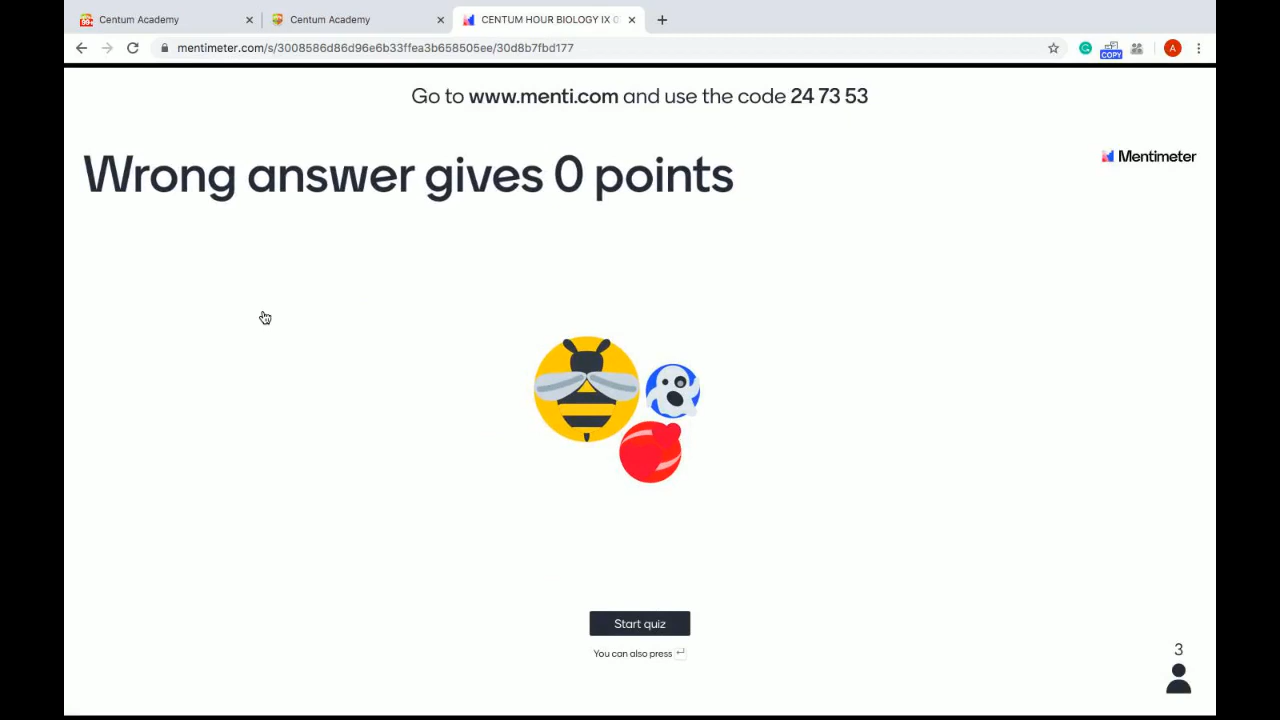 Centum Academy
Centum Academy
CENTUM HOUR BIOLOGY IX
mentimeter.com/s/3008586d86d96e6b33ffea3b658505ee/30d8b7fbd177
COPY
A
Go to www.menti.com and use the code 24 73 53
Wrong answer gives 0 points
Mentimeter
Start quiz
You can also press
3